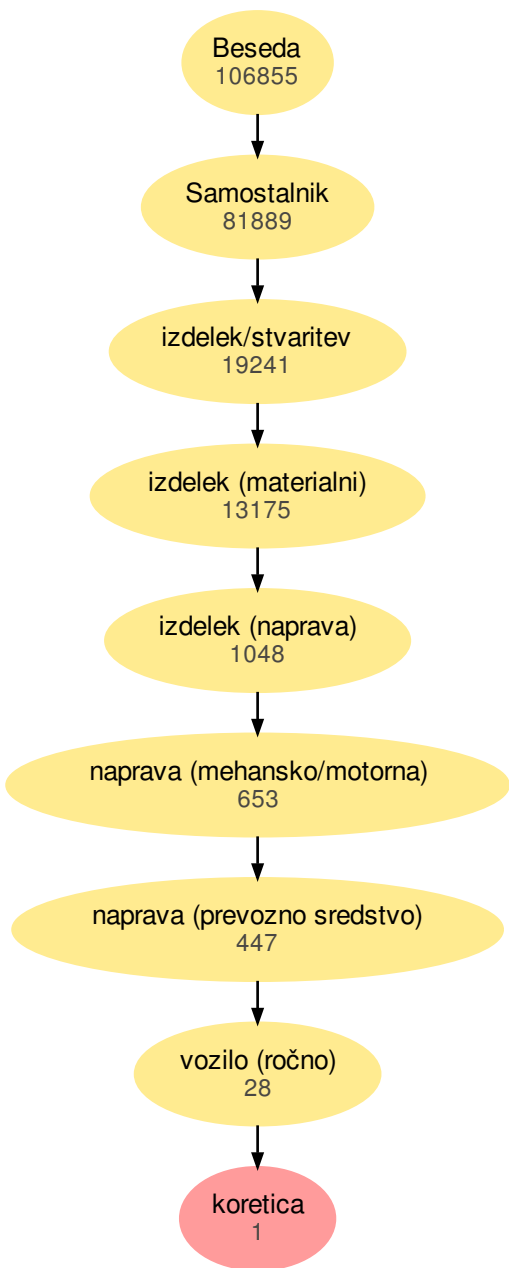 Beseda
106855
Samostalnik
81889
izdelek/stvaritev
19241
izdelek (materialni)
13175
izdelek (naprava)
1048
naprava (mehansko/motorna)
653
naprava (prevozno sredstvo)
447
vozilo (ročno)
28
koretica
1